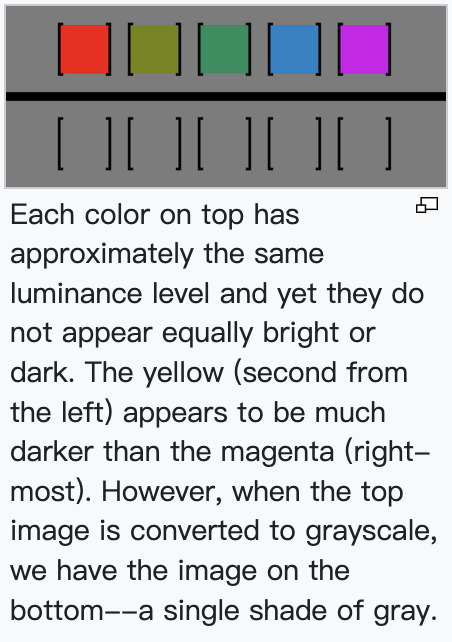 [ ] [ ] [ ] [ ] [ ]
[ ] [ ] [ ] [ ] [ ]
Each color on top has
approximately the same
luminance level and yet they do
not appear equally bright or
dark. The yellow (second from
the left) appears to be much
darker than the magenta (right-
most). However, when the top
image is converted to grayscale,
we have the image on the
bottom--a single shade of gray.